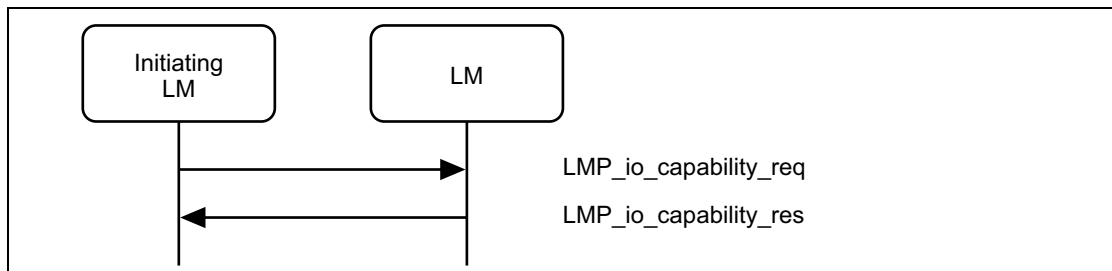 Initiating
LM
LM
LMP_io_capability_req
LMP_io_capability_res